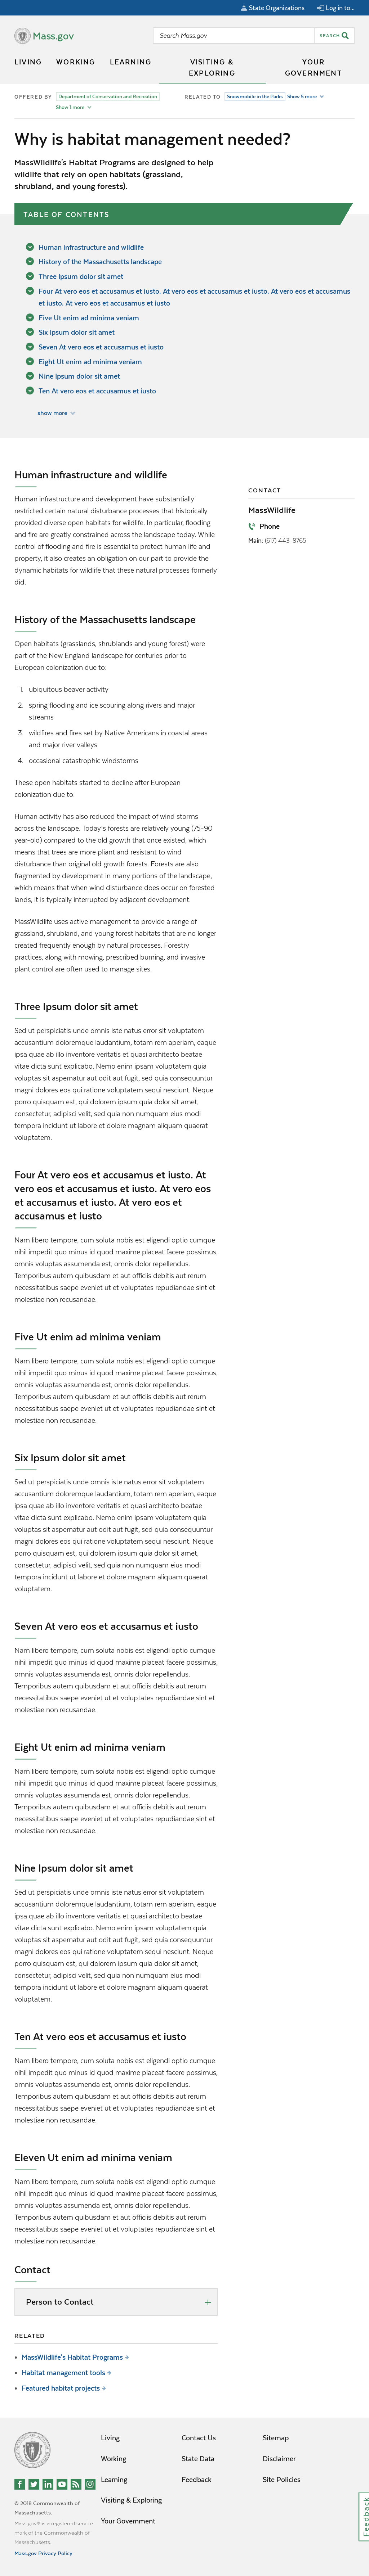 State Organizations
Log in to...
Mass.gov
Search Mass.gov
SEARCH
LIVING
WORKING
LEARNING
VISITING &
EXPLORING
YOUR
GOVERNMENT
OFFERED BY
Department of Conservation and Recreation
Show 1 more
RELATED TO
Snowmobile in the Parks
Show 5 more
Why is habitat management needed?
MassWildlife's Habitat Programs are designed to help
wildlife that rely on open habitats (grassland,
shrubland, and young forests).
TABLE OF CONTENTS
Human infrastructure and wildlife
History of the Massachusetts landscape
Three Ipsum dolor sit amet
Four At vero eos et accusamus et iusto. At vero eos et accusamus et iusto. At vero eos et accusamus
et iusto. At vero eos et accusamus et iusto
Five Ut enim ad minima veniam
Six Ipsum dolor sit amet
Seven At vero eos et accusamus et iusto
Eight Ut enim ad minima veniam
Nine Ipsum dolor sit amet
Ten At vero eos et accusamus et iusto
show more
Human infrastructure and wildlife
Human infrastructure and development have substantially
restricted certain natural disturbance processes that historically
provided diverse open habitats for wildlife. In particular, flooding
and fire are greatly constrained across the landscape today. While
control of flooding and fire is essential to protect human life and
property, it also creates an obligation on our part to provide the
dynamic habitats for wildlife that these natural processes formerly
did.
CONTACT
MassWildlife
Phone
Main: (617) 443-8765
History of the Massachusetts landscape
Open habitats (grasslands, shrublands and young forest) were
part of the New England landscape for centuries prior to
European colonization due to:
1. ubiquitous beaver activity
2. spring flooding and ice scouring along rivers and major
streams
3. wildfires and fires set by Native Americans in coastal areas
and major river valleys
4. occasional catastrophic windstorms
These open habitats started to decline after European
colonization due to:
Human activity has also reduced the impact of wind storms
across the landscape. Today's forests are relatively young (75-90
year-old) compared to the old growth that once existed, which
means that trees are more pliant and resistant to wind
disturbance than original old growth forests. Forests are also
fragmented by development in many portions of the landscape,
which means that when wind disturbance does occur on forested
lands, it is typically interrupted by adjacent development.
MassWildlife uses active management to provide a range of
grassland, shrubland, and young forest habitats that are no longer
created frequently enough by natural processes. Forestry
practices, along with mowing, prescribed burning, and invasive
plant control are often used to manage sites.
Three Ipsum dolor sit amet
Sed ut perspiciatis unde omnis iste natus error sit voluptatem
accusantium doloremque laudantium, totam rem aperiam, eaque
ipsa quae ab illo inventore veritatis et quasi architecto beatae
vitae dicta sunt explicabo. Nemo enim ipsam voluptatem quia
voluptas sit aspernatur aut odit aut fugit, sed quia consequuntur
magni dolores eos qui ratione voluptatem sequi nesciunt. Neque
porro quisquam est, qui dolorem ipsum quia dolor sit amet,
consectetur, adipisci velit, sed quia non numquam eius modi
tempora incidunt ut labore et dolore magnam aliquam quaerat
voluptatem.
Four At vero eos et accusamus et iusto. At
vero eos et accusamus et iusto. At vero eos
et accusamus et iusto. At vero eos et
accusamus et iusto
Nam libero tempore, cum soluta nobis est eligendi optio cumque
nihil impedit quo minus id quod maxime placeat facere possimus,
omnis voluptas assumenda est, omnis dolor repellendus.
Temporibus autem quibusdam et aut officiis debitis aut rerum
necessitatibus saepe eveniet ut et voluptates repudiandae sint et
molestiae non recusandae.
Five Ut enim ad minima veniam
Nam libero tempore, cum soluta nobis est eligendi optio cumque
nihil impedit quo minus id quod maxime placeat facere possimus,
omnis voluptas assumenda est, omnis dolor repellendus.
Temporibus autem quibusdam et aut officiis debitis aut rerum
necessitatibus saepe eveniet ut et voluptates repudiandae sint et
molestiae non recusandae.
Six Ipsum dolor sit amet
Sed ut perspiciatis unde omnis iste natus error sit voluptatem
accusantium doloremque laudantium, totam rem aperiam, eaque
ipsa quae ab illo inventore veritatis et quasi architecto beatae
vitae dicta sunt explicabo. Nemo enim ipsam voluptatem quia
voluptas sit aspernatur aut odit aut fugit, sed quia consequuntur
magni dolores eos qui ratione voluptatem sequi nesciunt. Neque
porro quisquam est, qui dolorem ipsum quia dolor sit amet,
consectetur, adipisci velit, sed quia non numquam eius modi
tempora incidunt ut labore et dolore magnam aliquam quaerat
voluptatem.
Seven At vero eos et accusamus et iusto
Nam libero tempore, cum soluta nobis est eligendi optio cumque
nihil impedit quo minus id quod maxime placeat facere possimus,
omnis voluptas assumenda est, omnis dolor repellendus.
Temporibus autem quibusdam et aut officiis debitis aut rerum
necessitatibus saepe eveniet ut et voluptates repudiandae sint et
molestiae non recusandae.
Eight Ut enim ad minima veniam
Nam libero tempore, cum soluta nobis est eligendi optio cumque
nihil impedit quo minus id quod maxime placeat facere possimus,
omnis voluptas assumenda est, omnis dolor repellendus.
Temporibus autem quibusdam et aut officiis debitis aut rerum
necessitatibus saepe eveniet ut et voluptates repudiandae sint et
molestiae non recusandae.
Nine Ipsum dolor sit amet
Sed ut perspiciatis unde omnis iste natus error sit voluptatem
accusantium doloremque laudantium, totam rem aperiam, eaque
ipsa quae ab illo inventore veritatis et quasi architecto beatae
vitae dicta sunt explicabo. Nemo enim ipsam voluptatem quia
voluptas sit aspernatur aut odit aut fugit, sed quia consequuntur
magni dolores eos qui ratione voluptatem sequi nesciunt. Neque
porro quisquam est, qui dolorem ipsum quia dolor sit amet,
consectetur, adipisci velit, sed quia non numquam eius modi
tempora incidunt ut labore et dolore magnam aliquam quaerat
voluptatem.
Ten At vero eos et accusamus et iusto
Nam libero tempore, cum soluta nobis est eligendi optio cumque
nihil impedit quo minus id quod maxime placeat facere possimus,
omnis voluptas assumenda est, omnis dolor repellendus.
Temporibus autem quibusdam et aut officiis debitis aut rerum
necessitatibus saepe eveniet ut et voluptates repudiandae sint et
molestiae non recusandae.
Eleven Ut enim ad minima veniam
Nam libero tempore, cum soluta nobis est eligendi optio cumque
nihil impedit quo minus id quod maxime placeat facere possimus,
omnis voluptas assumenda est, omnis dolor repellendus.
Temporibus autem quibusdam et aut officiis debitis aut rerum
necessitatibus saepe eveniet ut et voluptates repudiandae sint et
molestiae non recusandae.
Contact
Person to Contact
RELATED
MassWildlife's Habitat Programs
Habitat management tools
Featured habitat projects
Living
Working
Learning
Visiting & Exploring
Your Government
Contact Us
State Data
Feedback
Sitemap
Disclaimer
Site Policies
© 2018 Commonwealth of
Massachusetts.
Mass.gov® is a registered service
mark of the Commonwealth of
Massachusetts.
Mass.gov Privacy Policy
Feedback